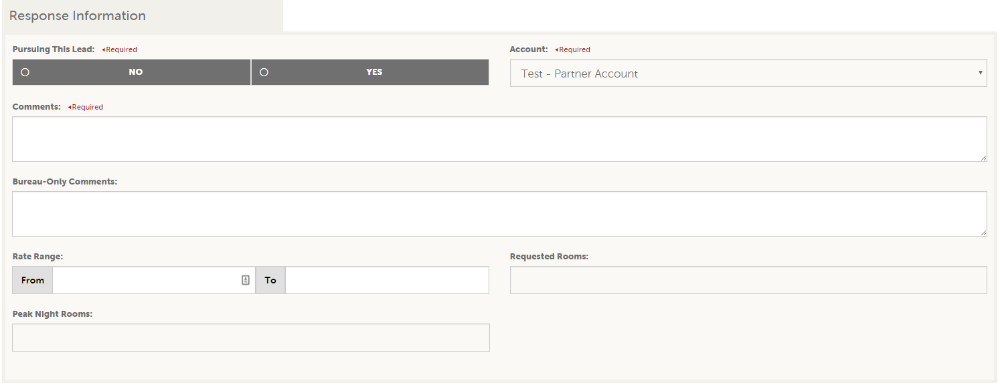 Response Information
Pursuing This Lead: ◂Required
Account: ◂Required
NO YES
Test - Partner Account
Comments: ◂Required
Bureau-Only Comments:
Rate Range:
Requested Rooms:
From To
Peak Night Rooms: